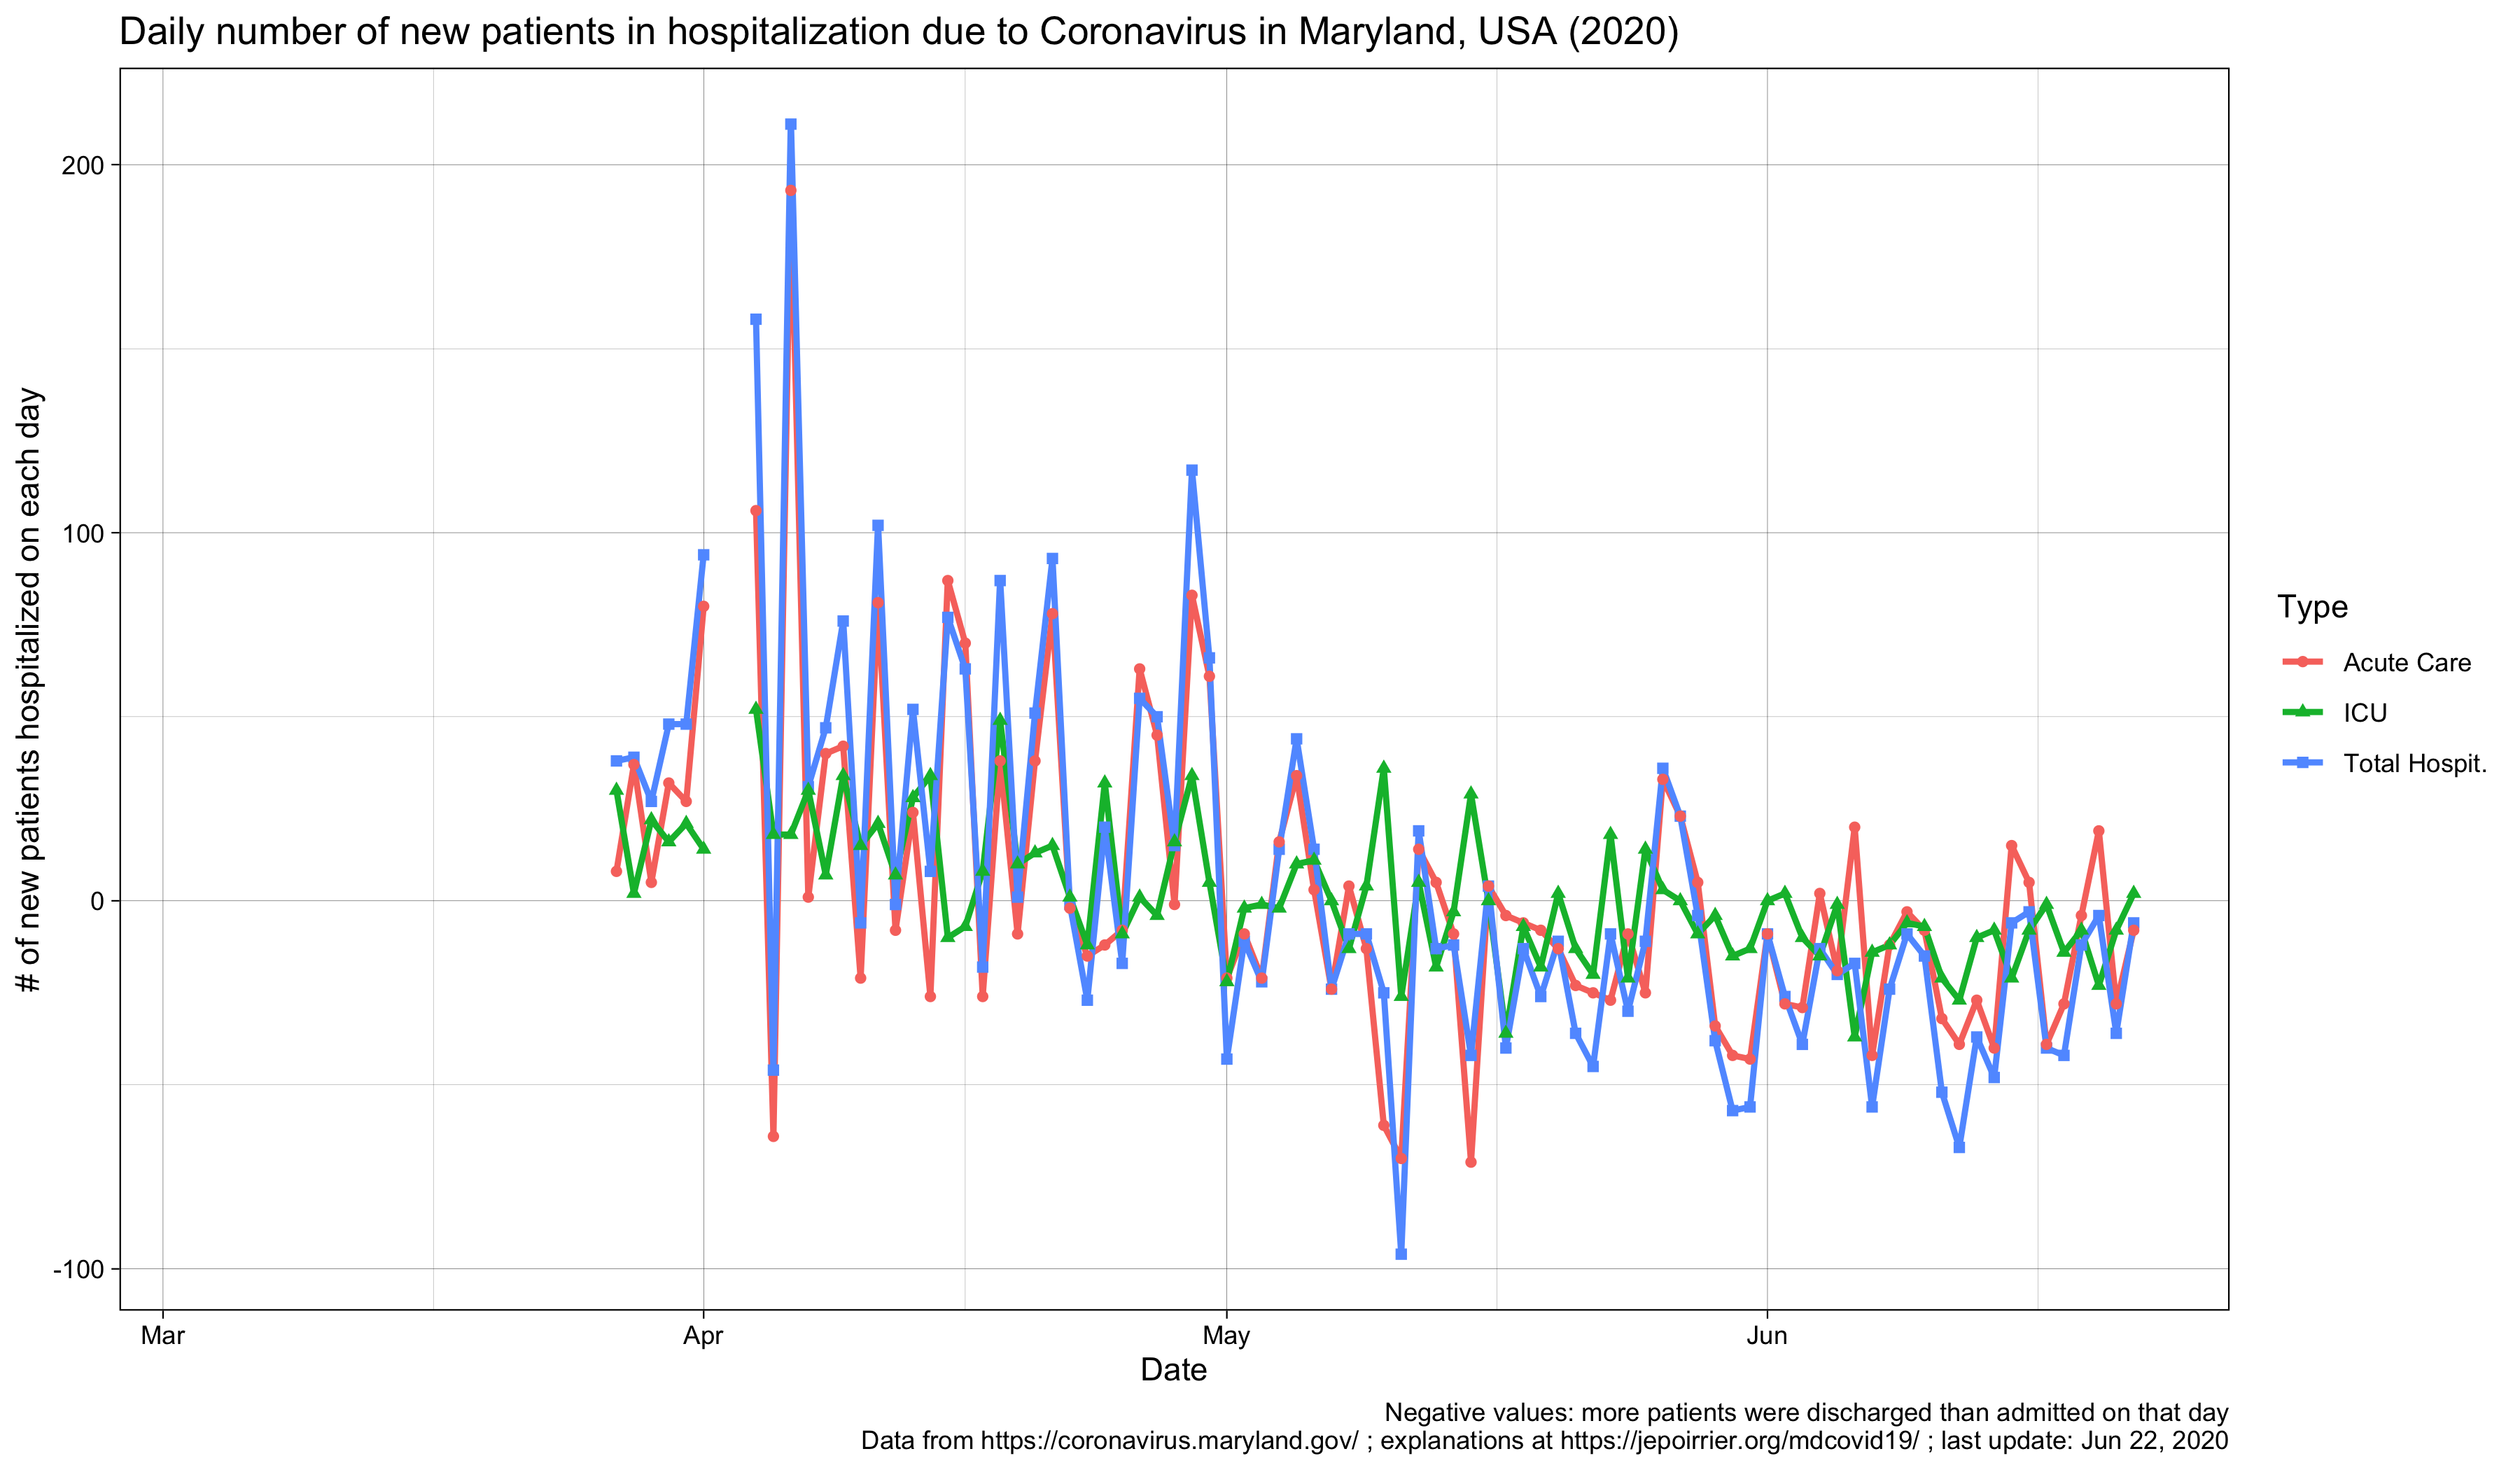 Daily number of new patients in hospitalization due to Coronavirus in Maryland, USA (2020)
# of new patients hospitalized on each day
200
100
0
-100
Mar
Apr
May
Jun
Date
Type
Acute Care
ICU
Total Hospit.
Negative values: more patients were discharged than admitted on that day
Data from https://coronavirus.maryland.gov/ ; explanations at https://jepoirrier.org/mdcovid19/ ; last update: Jun 22, 2020